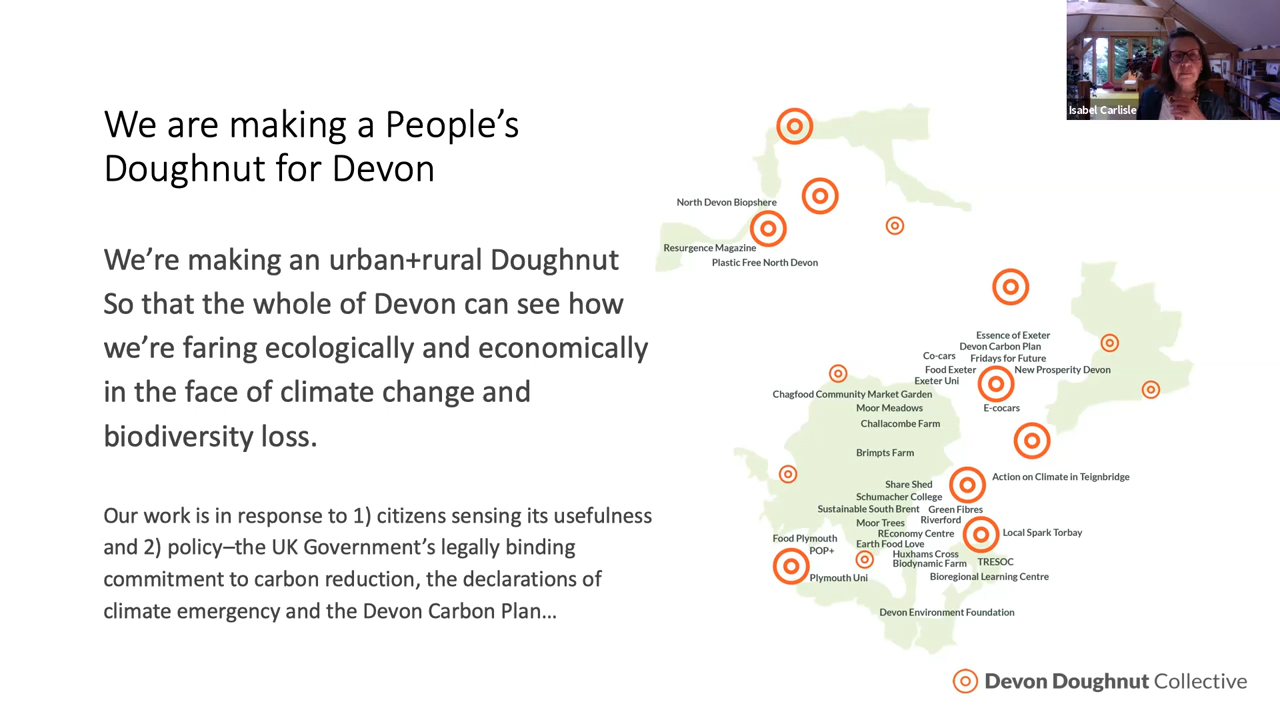 Isabel Carlisle
We are making a People's
Doughnut for Devon
We're making an urban+rural Doughnut
So that the whole of Devon can see how
we're faring ecologically and economically
in the face of climate change and
biodiversity loss.
Our work is in response to 1) citizens sensing its usefulness
and 2) policy–the UK Government's legally binding
commitment to carbon reduction, the declarations of
climate emergency and the Devon Carbon Plan…
North Devon Biopshere
Resurgence Magazine
Plastic Free North Devon
Essence of Exeter
Devon Carbon Plan
Co-cars
Fridays for Future
Food Exeter
New Prosperity Devon
Exeter Uni
E-cocars
Chagfood Community Market Garden
Moor Meadows
Challacombe Farm
Brimpts Farm
Action on Climate in Teignbridge
Share Shed
Schumacher College
Sustainable South Brent
Green Fibres
Riverford
Moor Trees
REconomy Centre
Local Spark Torbay
Food Plymouth
Earth Food Love
POP+
Huxhams Cross
Biodynamic Farm
TRESOC
Plymouth Uni
Bioregional Learning Centre
Devon Environment Foundation
Devon Doughnut Collective